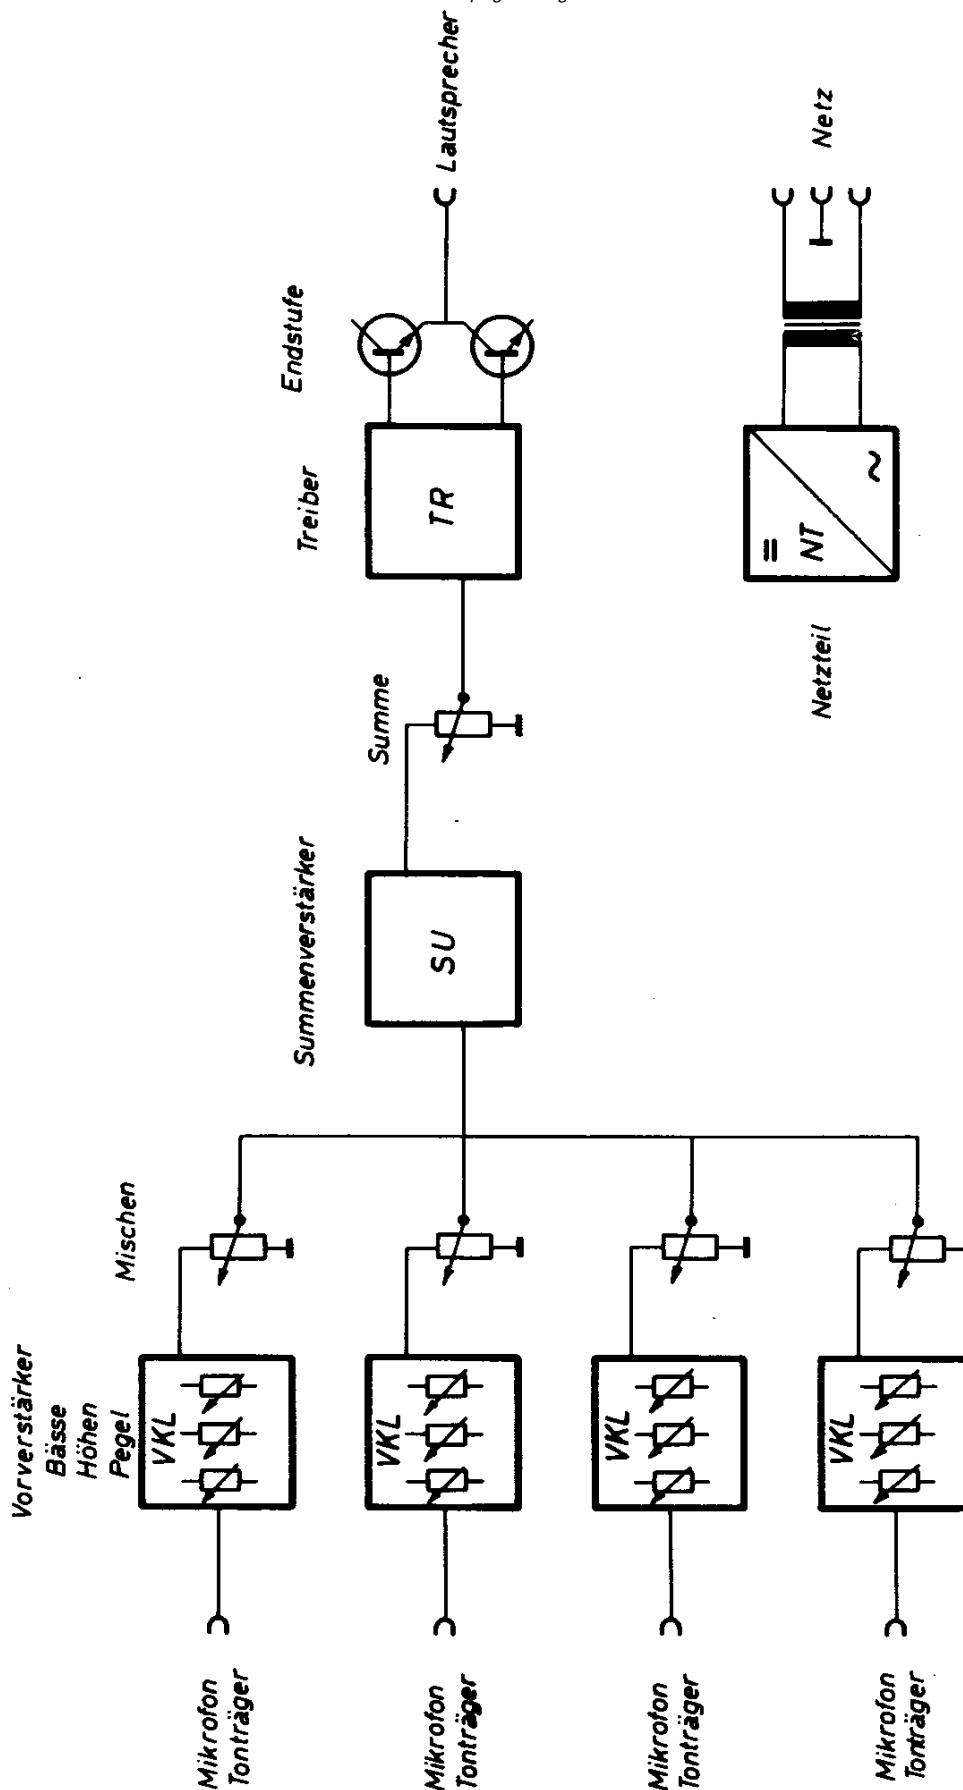 Vorverstärker
Bässe
Höhen
Pegel
Mischen
Summenverstärker
Summe
Treiber
Endstufe
Lautsprecher
Mikrofon
Tonträger
VKL
Mikrofon
Tonträger
VKL
SU
TR
Mikrofon
Tonträger
VKL
Mikrofon
Tonträger
VKL
Netzteil
=
NT
~
Netz